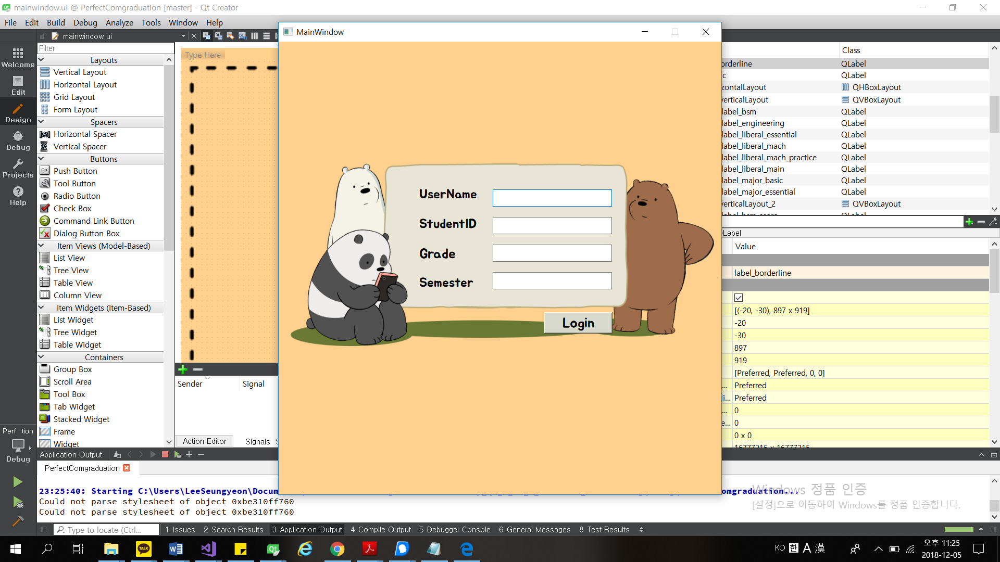 mainwindow.ui @ PerfectComgraduation [master] - Qt Creator
File Edit Build Debug Analyze Tools Window Help
mainwindow.ui
Filter
Welcome
Edit
Design
Debug
Projects
Help
Perf···tion
Debug
Layouts
Vertical Layout
Horizontal Layout
Grid Layout
Form Layout
Spacers
Horizontal Spacer
Vertical Spacer
Buttons
Push Button
OK
Tool Button
Radio Button
Check Box
Command Link Button
Dialog Button Box
Item Views (Model-Based)
List View
Tree View
Table View
Column View
Item Widgets (Item-Based)
List Widget
Tree Widget
Table Widget
Containers
Group Box
Scroll Area
Tool Box
Tab Widget
Stacked Widget
Frame
Widget
Type Here
Sender Signal
Action Editor Signals
MainWindow
UserName
StudentID
Grade
Semester
Login
Class
orderline QLabel
c QLabel
zontalLayout QHBoxLayout
verticalLayout QVBoxLayout
label_bsm QLabel
label_engineering QLabel
label_liberal_essential QLabel
label_liberal_mach QLabel
label_liberal_mach_practice QLabel
label_liberal_main QLabel
label_major_basic QLabel
label_major_essential QLabel
verticalLayout_2 QVBoxLayout
QLabel
Value
label_borderline
[(-20, -30), 897 x 919]
-20
-30
897
919
[Preferred, Preferred, 0, 0]
... Preferred
li... Preferred
... 0
e... 0
0 x 0
16777215 x 16777215
Application Output
PerfectComgraduation
23:25:40: Starting C:\Users\LeeSeungyeon\Docum
omgraduation...
Could not parse stylesheet of object 0xbe310ff760
Could not parse stylesheet of object 0xbe310ff760
Windows 정품 인증
[설정]으로 이동하여 Windows를 정품 인증합니다.
Type to locate (Ctrl... 1 Issues 2 Search Results 3 Application Output 4 Compile Output 5 Debugger Console 6 General Messages 8 Test Results
TALK
KO 한 A 漢
오후 11:25
2018-12-05